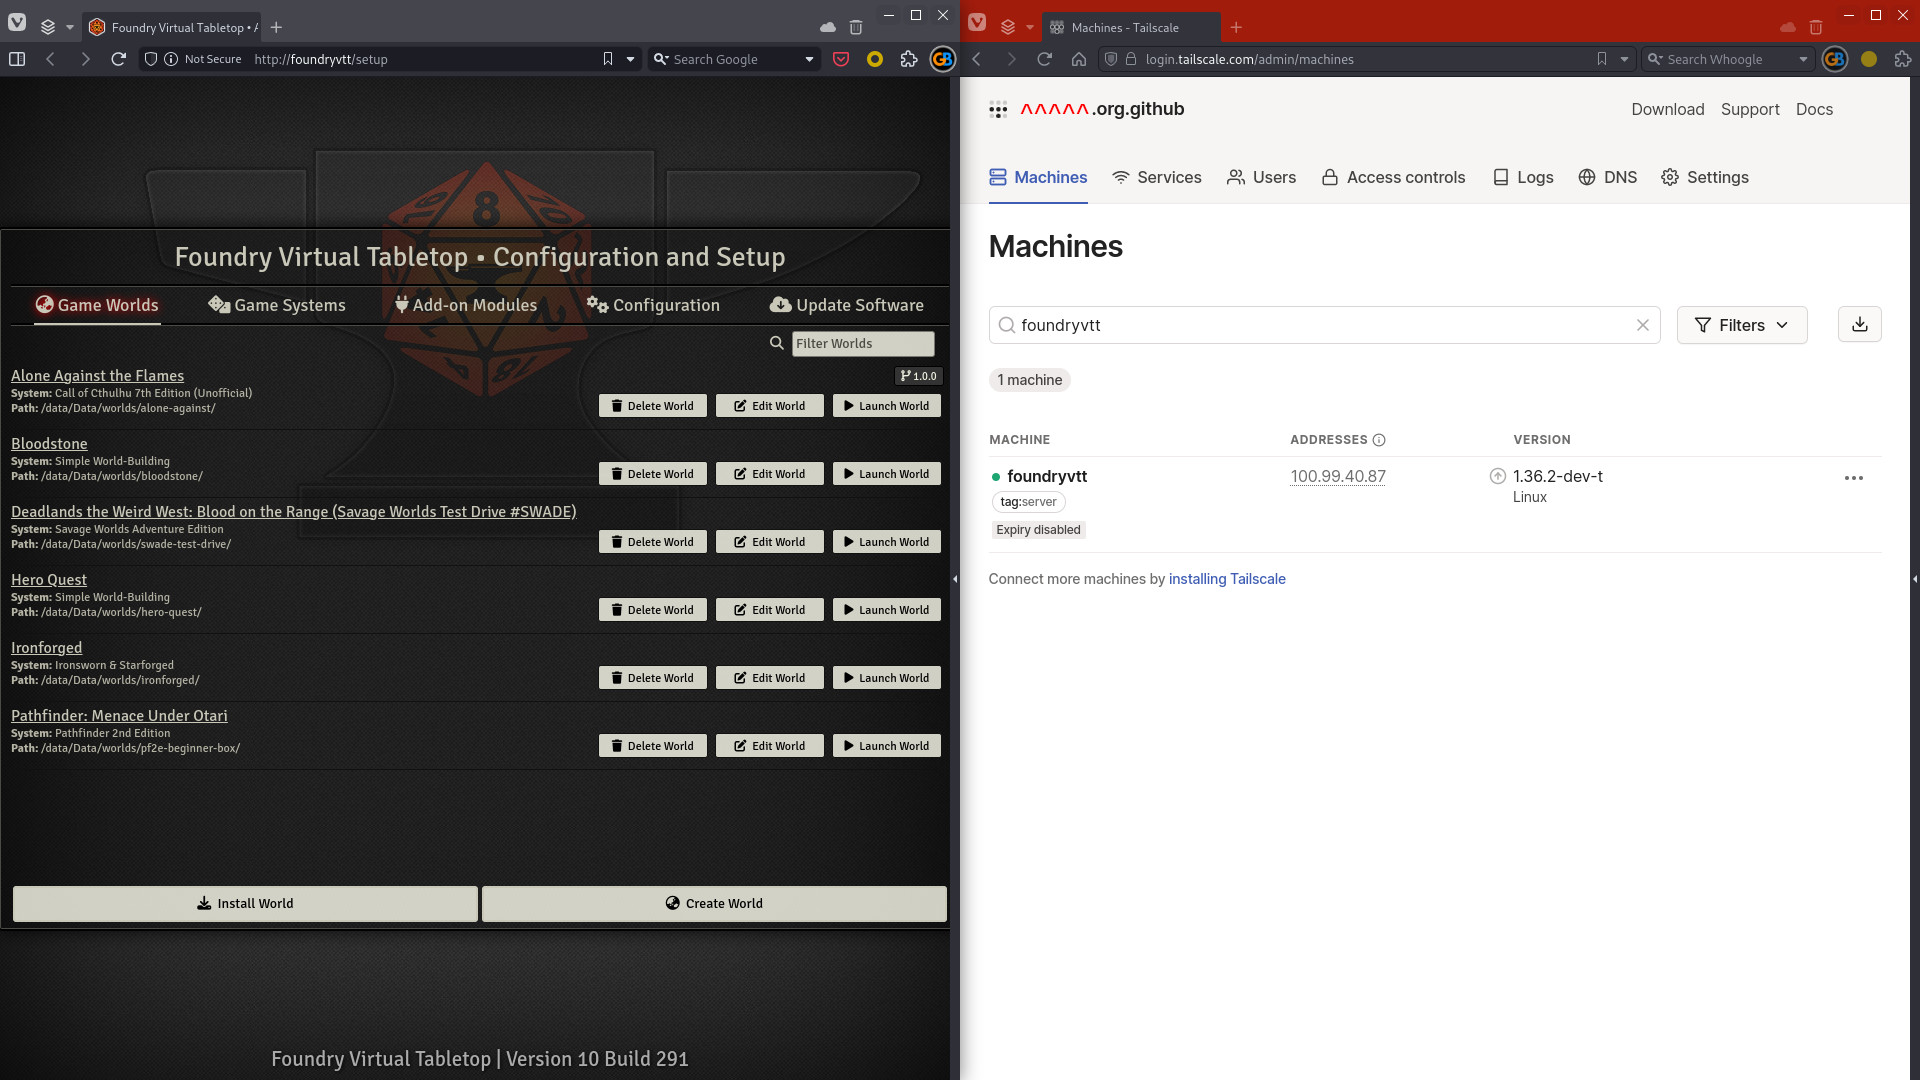 Foundry Virtual Tabletop • A
Not Secure http://foundryvtt/setup
Search Google
GB
8
Foundry Virtual Tabletop • Configuration and Setup
Game Worlds Game Systems Add-on Modules Configuration Update Software
Filter Worlds
Alone Against the Flames 1.0.0
System: Call of Cthulhu 7th Edition (Unofficial)
Path: /data/Data/worlds/alone-against/
Delete World Edit World Launch World
Bloodstone
System: Simple World-Building
Path: /data/Data/worlds/bloodstone/
Delete World Edit World Launch World
Deadlands the Weird West: Blood on the Range (Savage Worlds Test Drive #SWADE)
System: Savage Worlds Adventure Edition
Path: /data/Data/worlds/swade-test-drive/
Delete World Edit World Launch World
Hero Quest
System: Simple World-Building
Path: /data/Data/worlds/hero-quest/
Delete World Edit World Launch World
Ironforged
System: Ironsworn & Starforged
Path: /data/Data/worlds/ironforged/
Delete World Edit World Launch World
Pathfinder: Menace Under Otari
System: Pathfinder 2nd Edition
Path: /data/Data/worlds/pf2e-beginner-box/
Delete World Edit World Launch World
Install World Create World
Foundry Virtual Tabletop | Version 10 Build 291
Machines - Tailscale
login.tailscale.com/admin/machines
Search Whoogle
GB
^^^^^.org.github
Download Support Docs
Machines Services Users Access controls Logs DNS Settings
Machines
foundryvtt
Filters
1 machine
MACHINE ADDRESSES VERSION
foundryvtt 100.99.40.87 1.36.2-dev-t
Linux
tag:server
Expiry disabled
Connect more machines by installing Tailscale